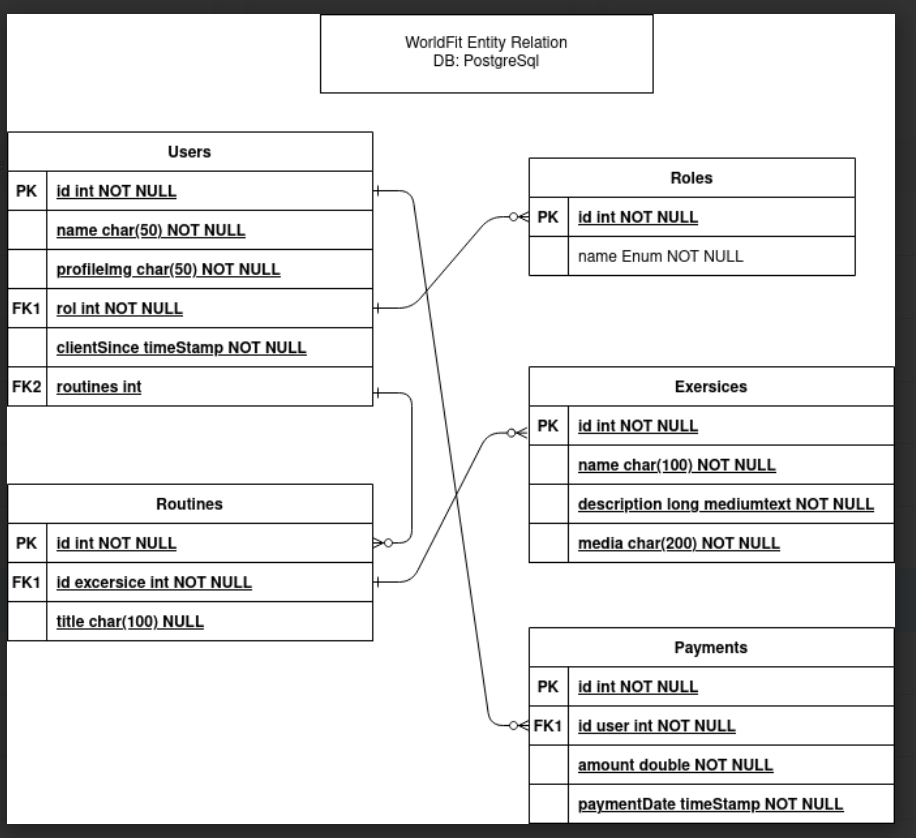 WorldFit Entity Relation
DB: PostgreSql
Users
PK id int NOT NULL
name char(50) NOT NULL
profileImg char(50) NOT NULL
FK1 rol int NOT NULL
clientSince timeStamp NOT NULL
FK2 routines int
Routines
PK id int NOT NULL
FK1 id excersice int NOT NULL
title char(100) NULL
Roles
PK id int NOT NULL
name Enum NOT NULL
Exersices
PK id int NOT NULL
name char(100) NOT NULL
description long mediumtext NOT NULL
media char(200) NOT NULL
Payments
PK id int NOT NULL
FK1 id user int NOT NULL
amount double NOT NULL
paymentDate timeStamp NOT NULL